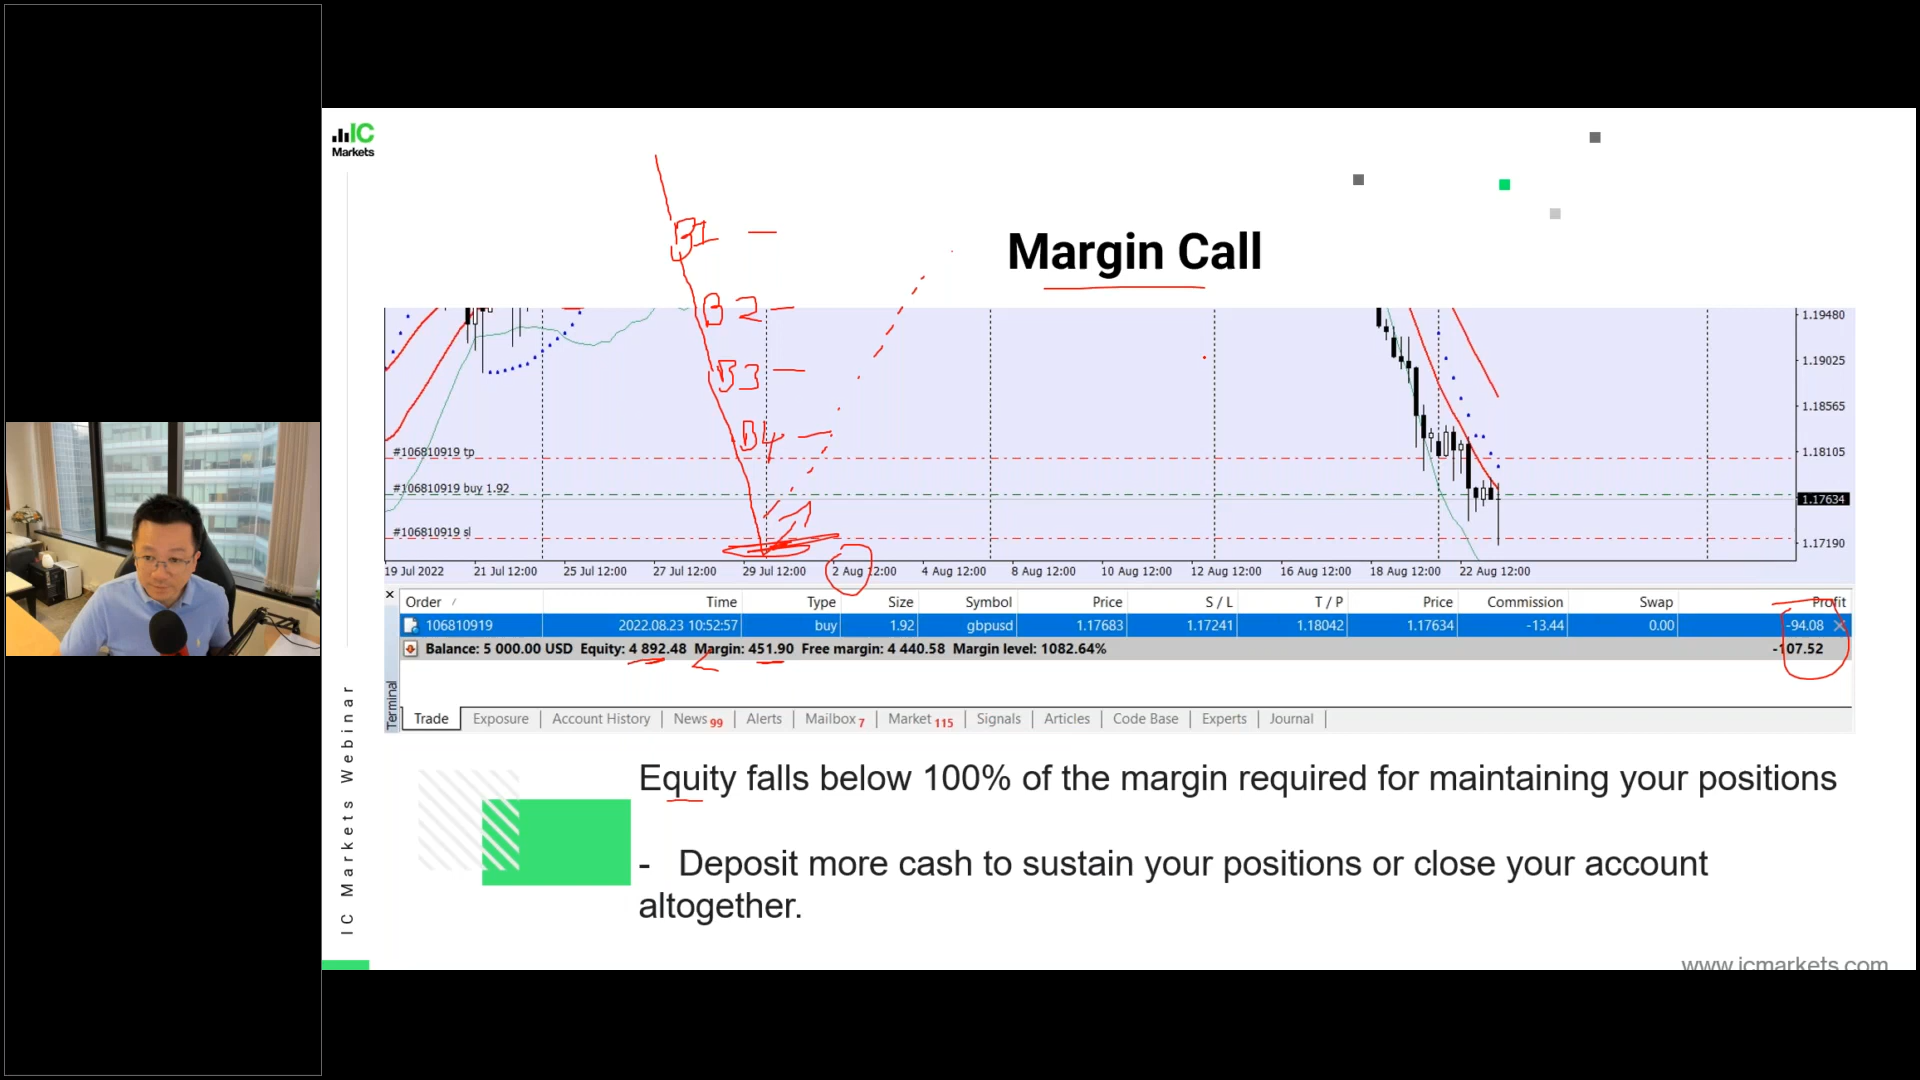 IC
Markets
Margin Call
B1
B2
B3
B4
1.19480
1.19025
1.18565
1.18105
1.17634
1.17190
#106810919 tp
#106810919 buy 1.92
#106810919 sl
19 Jul 2022 21 Jul 12:00 25 Jul 12:00 27 Jul 12:00 29 Jul 12:00 2 Aug 12:00 4 Aug 12:00 8 Aug 12:00 10 Aug 12:00 12 Aug 12:00 16 Aug 12:00 18 Aug 12:00 22 Aug 12:00
Order Time Type Size Symbol Price S / L T / P Price Commission Swap Profit
106810919 2022.08.23 10:52:57 buy 1.92 gbpusd 1.17683 1.17241 1.18042 1.17634 -13.44 0.00 -94.08
Balance: 5 000.00 USD Equity: 4 892.48 Margin: 451.90 Free margin: 4 440.58 Margin level: 1082.64% -107.52
Terminal
Trade Exposure Account History News 99 Alerts Mailbox 7 Market 115 Signals Articles Code Base Experts Journal
Equity falls below 100% of the margin required for maintaining your positions
- Deposit more cash to sustain your positions or close your account
altogether.
IC Markets Webinar
www.icmarkets.com